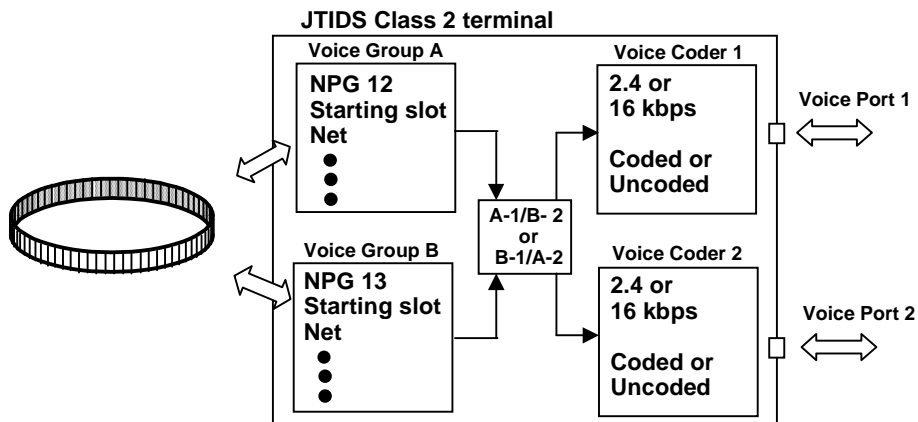 JTIDS Class 2 terminal
Voice Group A
NPG 12
Starting slot
Net
Voice Coder 1
2.4 or
16 kbps
Coded or
Uncoded
Voice Port 1
A-1/B- 2
or
B-1/A-2
Voice Group B
NPG 13
Starting slot
Net
Voice Coder 2
2.4 or
16 kbps
Coded or
Uncoded
Voice Port 2